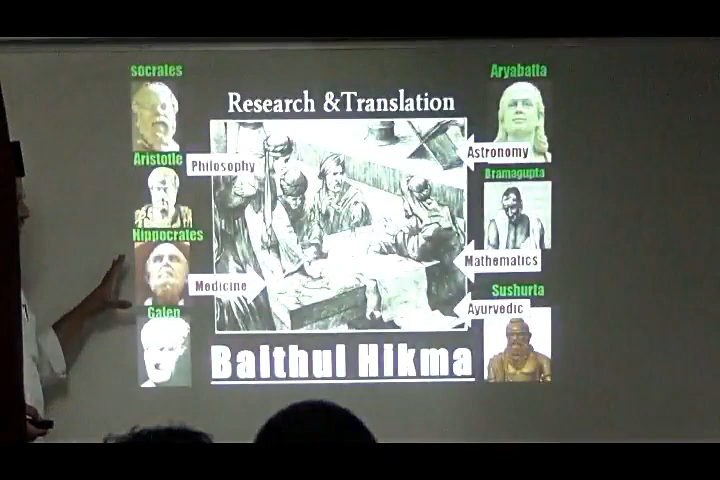 socrates
Aryabatta
Research &Translation
Astronomy
Aristotle
Philosophy
Bramagupta
Hippocrates
Mathematics
Medicine
Sushurta
Galen
Ayurvedic
Baithul Hikma